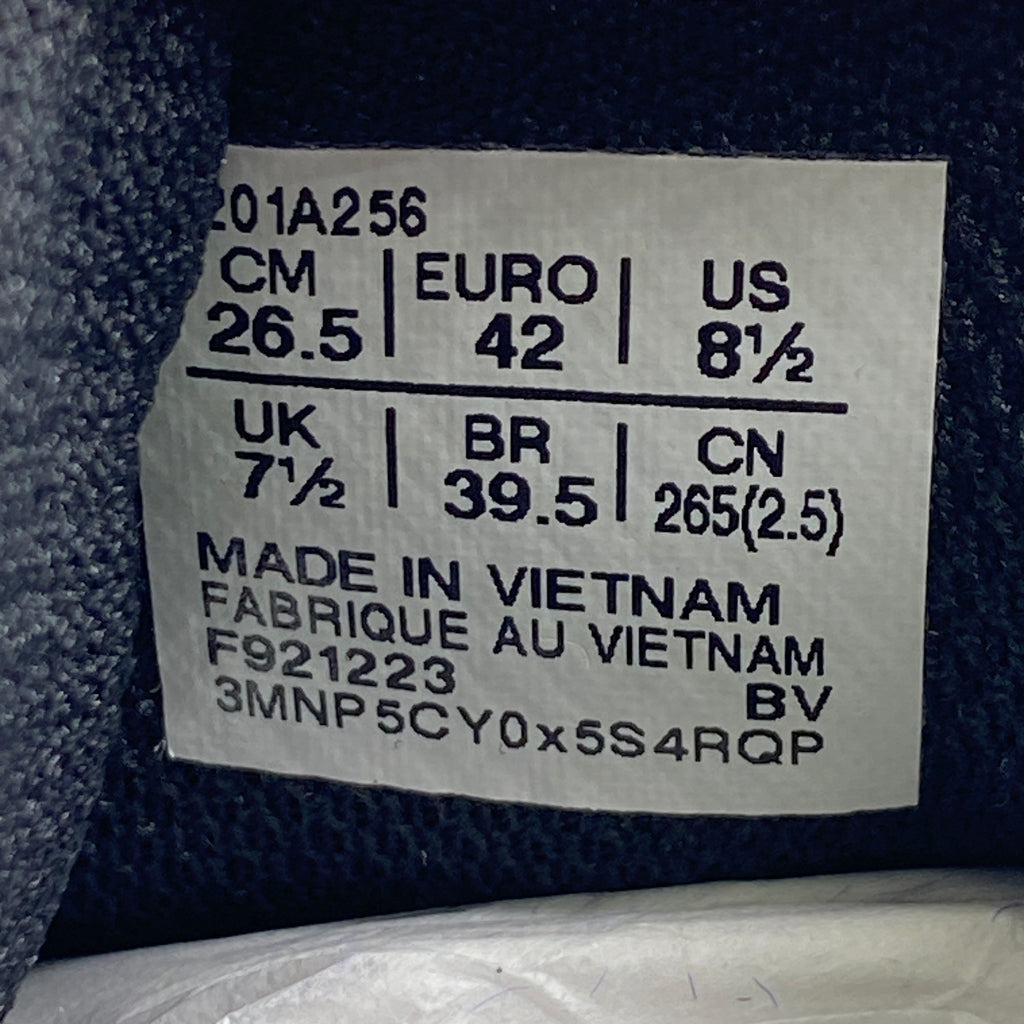 201A256
CM | EURO | US
26.5 | 42 | 8½
UK | BR | CN
7½ | 39.5 | 265(2.5)
MADE IN VIETNAM
FABRIQUE AU VIETNAM
F921223 BV
3MNP5CY0x5S4RQP